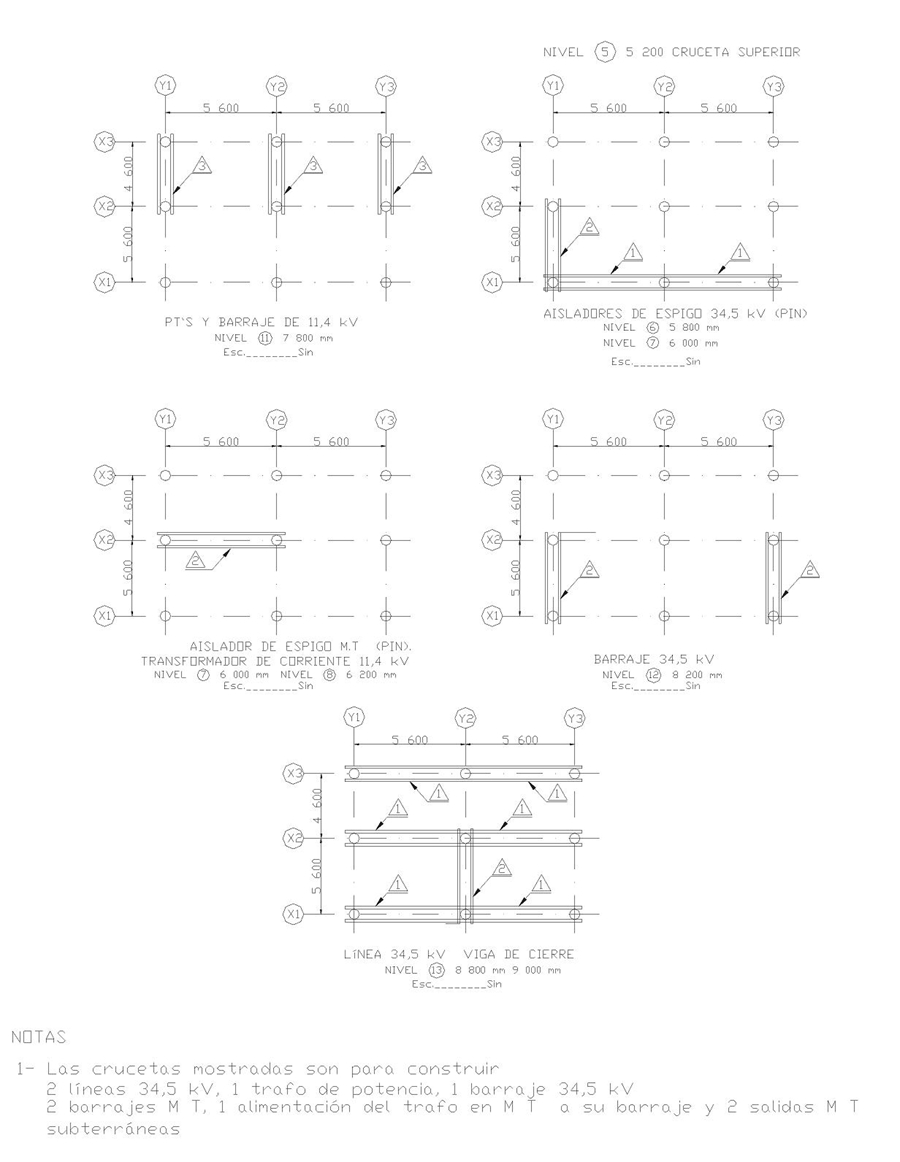 NIVEL 5 5 200 CRUCETA SUPERIOR
Y1 Y2 Y3
5 600 5 600
X3
4 600
X2
5 600
X1
3 3 3
PT'S Y BARRAJE DE 11,4 kV
NIVEL 11 7 800 mm
Esc.________Sin
Y1 Y2 Y3
5 600 5 600
X3
4 600
X2
5 600
X1
2 1 1
AISLADORES DE ESPIGO 34,5 kV (PIN)
NIVEL 6 5 800 mm
NIVEL 7 6 000 mm
Esc.________Sin
Y1 Y2 Y3
5 600 5 600
X3
4 600
X2
5 600
X1
2
AISLADOR DE ESPIGO M.T (PIN).
TRANSFORMADOR DE CORRIENTE 11,4 kV
NIVEL 7 6 000 mm NIVEL 8 6 200 mm
Esc.________Sin
Y1 Y2 Y3
5 600 5 600
X3
4 600
X2
5 600
X1
2 2
BARRAJE 34,5 kV
NIVEL 12 8 200 mm
Esc.________Sin
Y1 Y2 Y3
5 600 5 600
X3
4 600
X2
5 600
X1
1 1
1 1
2
1 1
LíNEA 34,5 kV VIGA DE CIERRE
NIVEL 13 8 800 mm 9 000 mm
Esc.________Sin
NOTAS
1- Las crucetas mostradas son para construir
2 líneas 34,5 kV, 1 trafo de potencia, 1 barraje 34,5 kV
2 barrajes M T, 1 alimentación del trafo en M T a su barraje y 2 salidas M T
subterráneas